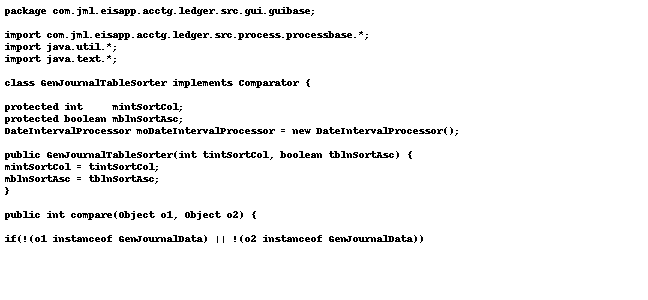 package com.jml.eisapp.acctg.ledger.src.gui.guibase;
import com.jml.eisapp.acctg.ledger.src.process.processbase.*;
import java.util.*;
import java.text.*;
class GenJournalTableSorter implements Comparator {
protected int     mintSortCol;
protected boolean mblnSortAsc;
DateIntervalProcessor moDateIntervalProcessor = new DateIntervalProcessor();
public GenJournalTableSorter(int tintSortCol, boolean tblnSortAsc) {
mintSortCol = tintSortCol;
mblnSortAsc = tblnSortAsc;
}
public int compare(Object o1, Object o2) {
if(!(o1 instanceof GenJournalData) || !(o2 instanceof GenJournalData))